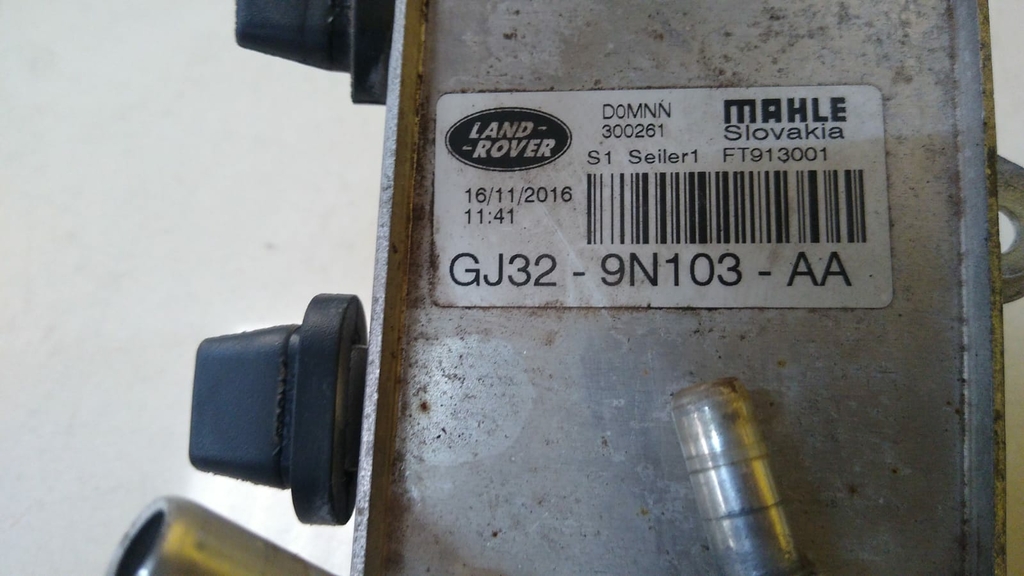 LAND-
-ROVER
D0MNN
300261
MAHLE
Slovakia
S1 Seiler1 FT913001
16/11/2016
11:41
GJ32 - 9N103 - AA